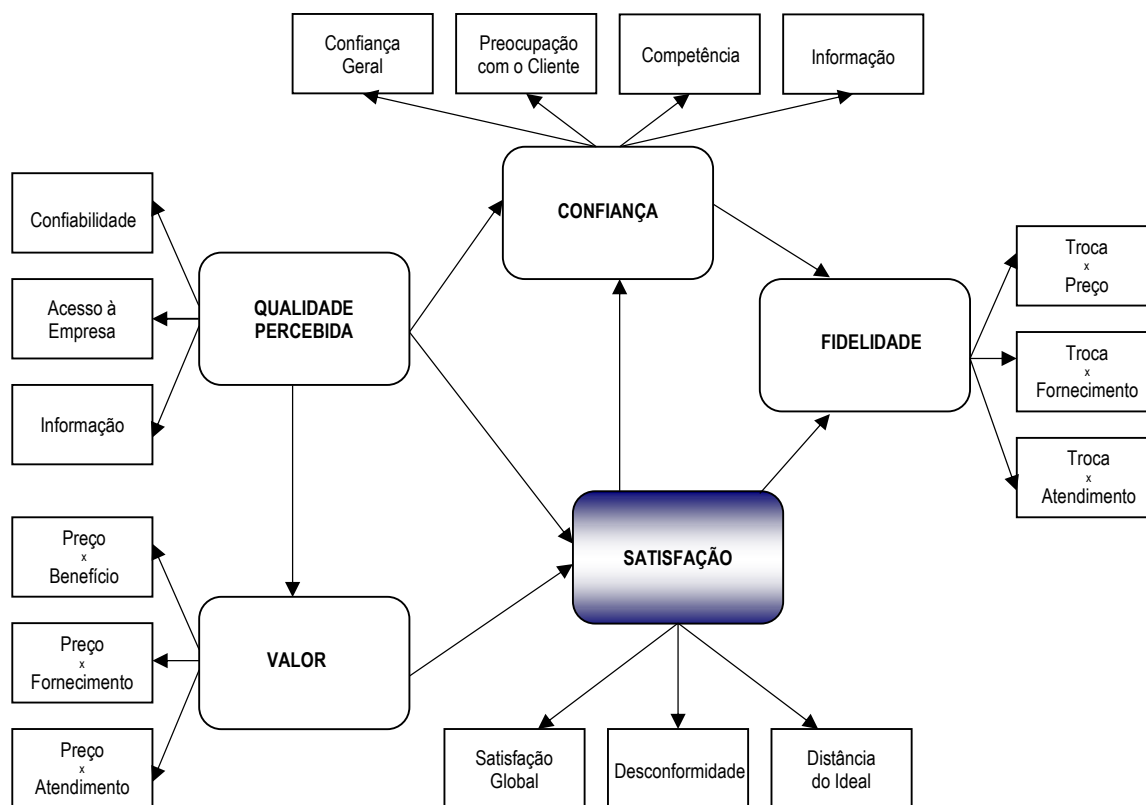 Confiança
Geral
Preocupação
com o Cliente
Competência
Informação
CONFIANÇA
Confiabilidade
Acesso à
Empresa
Informação
QUALIDADE
PERCEBIDA
FIDELIDADE
Troca
x
Preço
Troca
x
Fornecimento
Troca
x
Atendimento
Preço
x
Benefício
Preço
x
Fornecimento
Preço
x
Atendimento
VALOR
SATISFAÇÃO
Satisfação
Global
Desconformidade
Distância
do Ideal